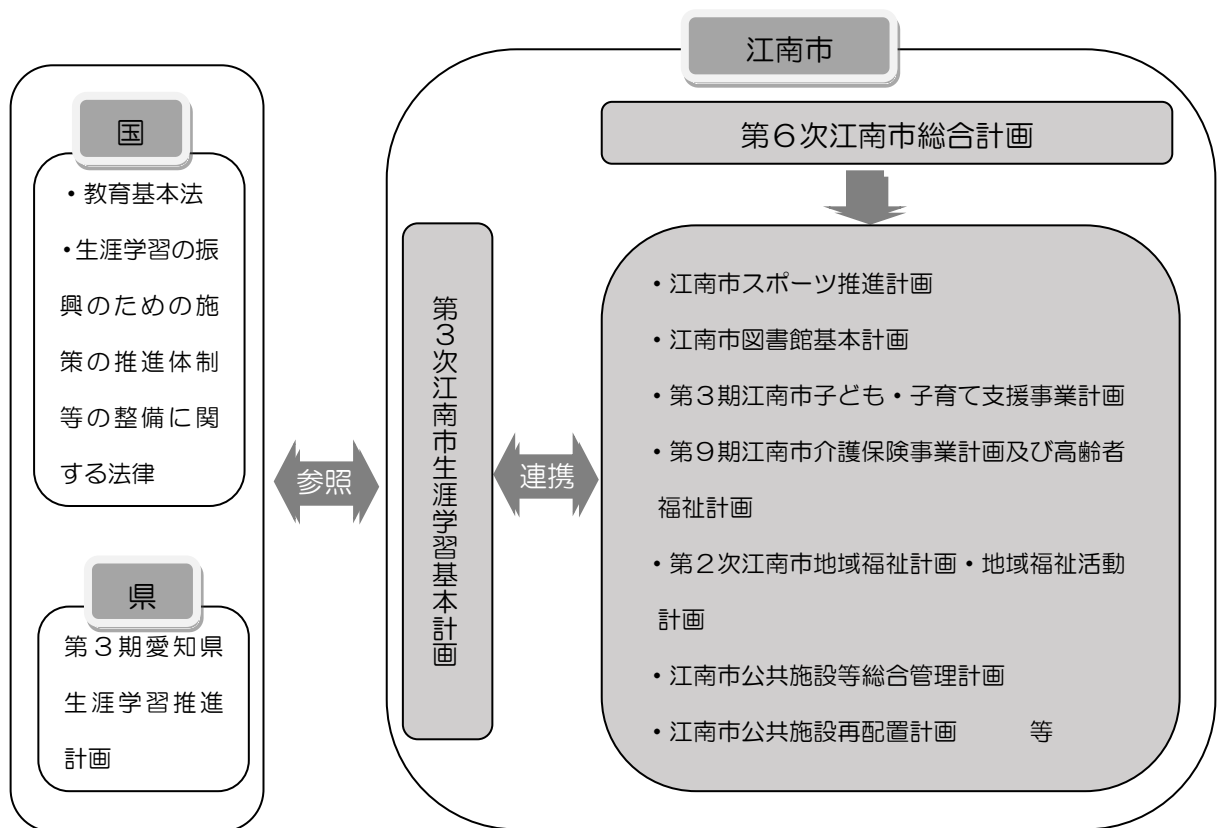 江南市
国
・教育基本法
・生涯学習の振
興のための施
策の推進体制
等の整備に関
する法律
県
第３期愛知県
生涯学習推進
計画
参照
第３次江南市生涯学習基本計画
連携
第６次江南市総合計画
・江南市スポーツ推進計画
・江南市図書館基本計画
・第３期江南市子ども・子育て支援事業計画
・第９期江南市介護保険事業計画及び高齢者
福祉計画
・第２次江南市地域福祉計画・地域福祉活動
計画
・江南市公共施設等総合管理計画
・江南市公共施設再配置計画　　　等